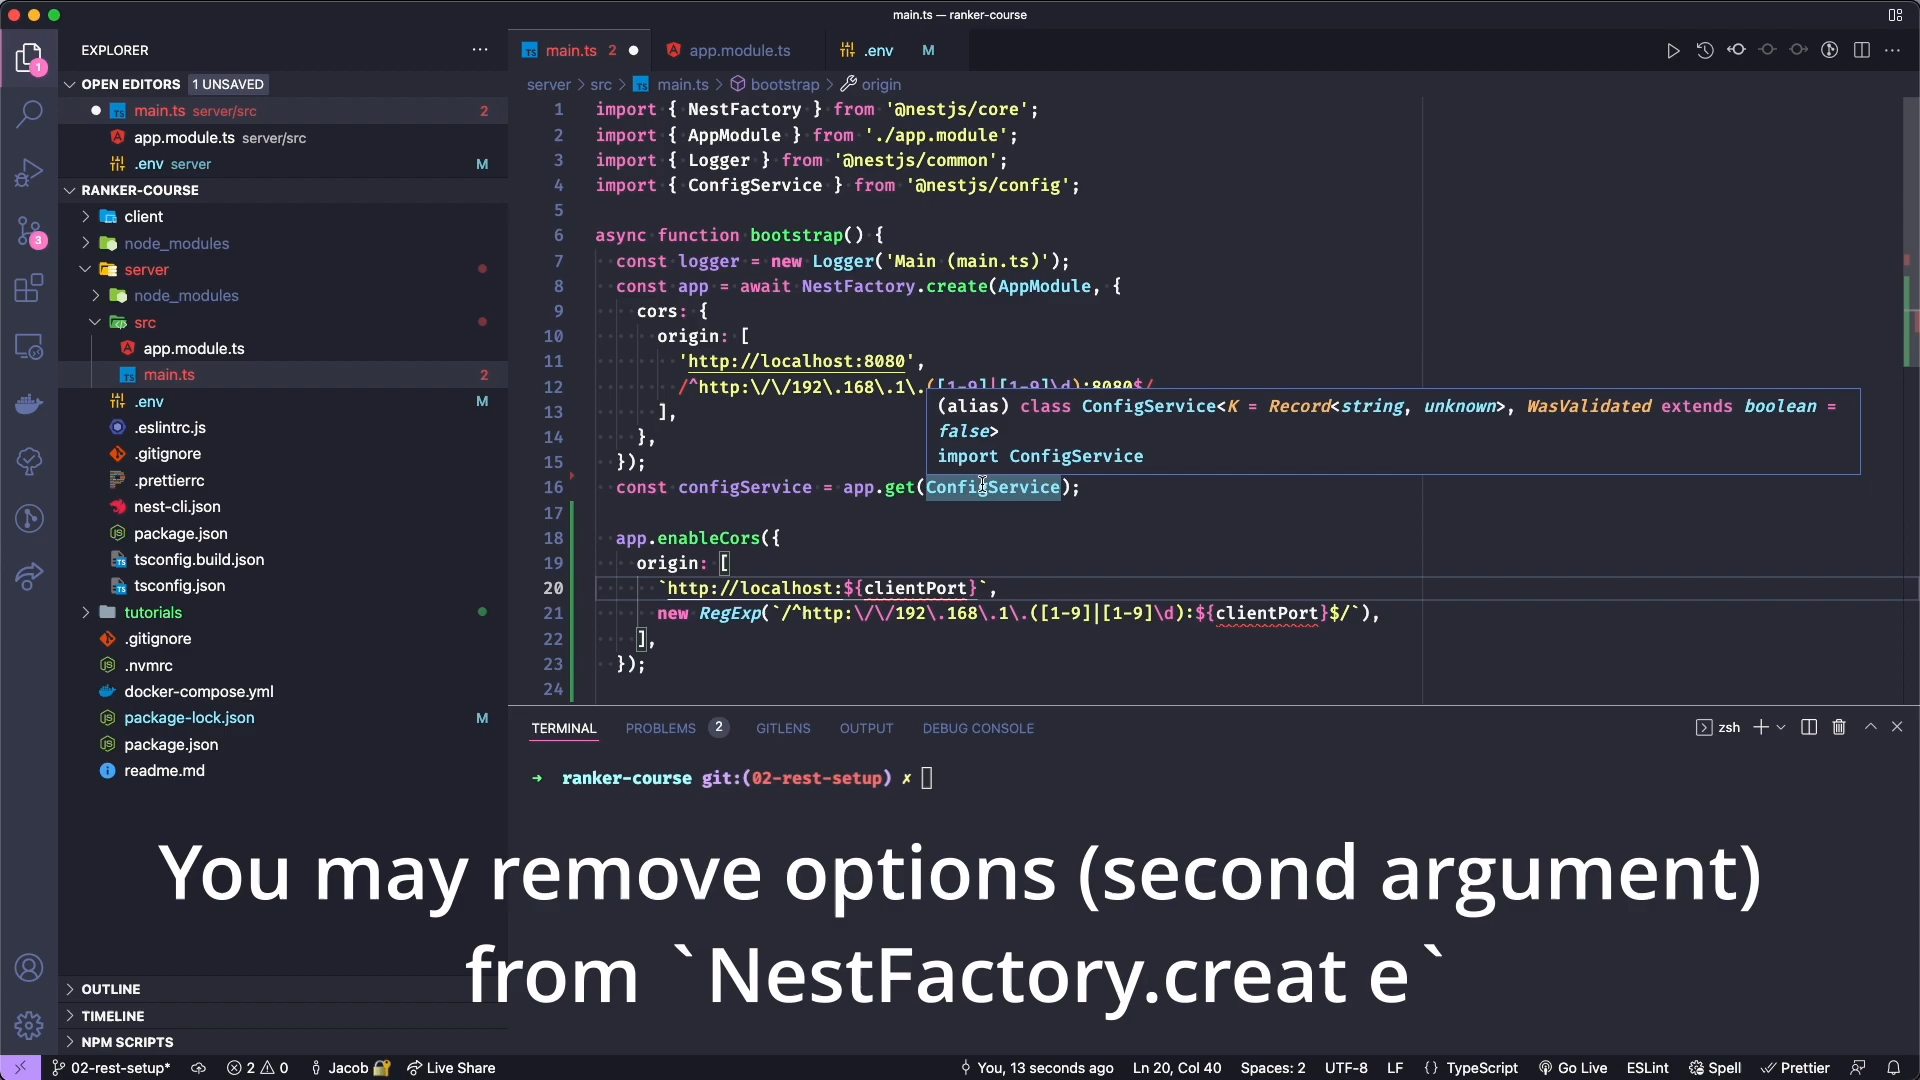 main.ts — ranker-course
EXPLORER
OPEN EDITORS 1 UNSAVED
main.ts server/src 2
app.module.ts server/src
.env server M
RANKER-COURSE
client
node_modules
server
node_modules
src
app.module.ts
main.ts 2
.env M
.eslintrc.js
.gitignore
.prettierrc
nest-cli.json
package.json
tsconfig.build.json
tsconfig.json
tutorials
.gitignore
.nvmrc
docker-compose.yml
package-lock.json M
package.json
readme.md
OUTLINE
TIMELINE
NPM SCRIPTS
1
3
main.ts 2
app.module.ts
.env M
server > src > main.ts > bootstrap > origin
1 import { NestFactory } from '@nestjs/core';
2 import { AppModule } from './app.module';
3 import { Logger } from '@nestjs/common';
4 import { ConfigService } from '@nestjs/config';
5
6 async function bootstrap() {
7 const logger = new Logger('Main (main.ts)');
8 const app = await NestFactory.create(AppModule, {
9 cors: {
10 origin: [
11 'http://localhost:8080',
12 /^http:\/\/192\.168\.1\.([1-9]|[1-9]\d):8080$/
13 ],
14 },
15 });
16 const configService = app.get(ConfigService);
17
18 app.enableCors({
19 origin: [
20 `http://localhost:${clientPort}`,
21 new RegExp(`/^http:\/\/192\.168\.1\.([1-9]|[1-9]\d):${clientPort}$/`),
22 ],
23 });
24
(alias) class ConfigService<K = Record<string, unknown>, WasValidated extends boolean =
false>
import ConfigService
TERMINAL PROBLEMS 2 GITLENS OUTPUT DEBUG CONSOLE
zsh
➜ ranker-course git:(02-rest-setup) ✗
You may remove options (second argument)
from `NestFactory.creat e`
02-rest-setup* 2 0 Jacob Live Share
You, 13 seconds ago Ln 20, Col 40 Spaces: 2 UTF-8 LF {} TypeScript Go Live ESLint Spell Prettier